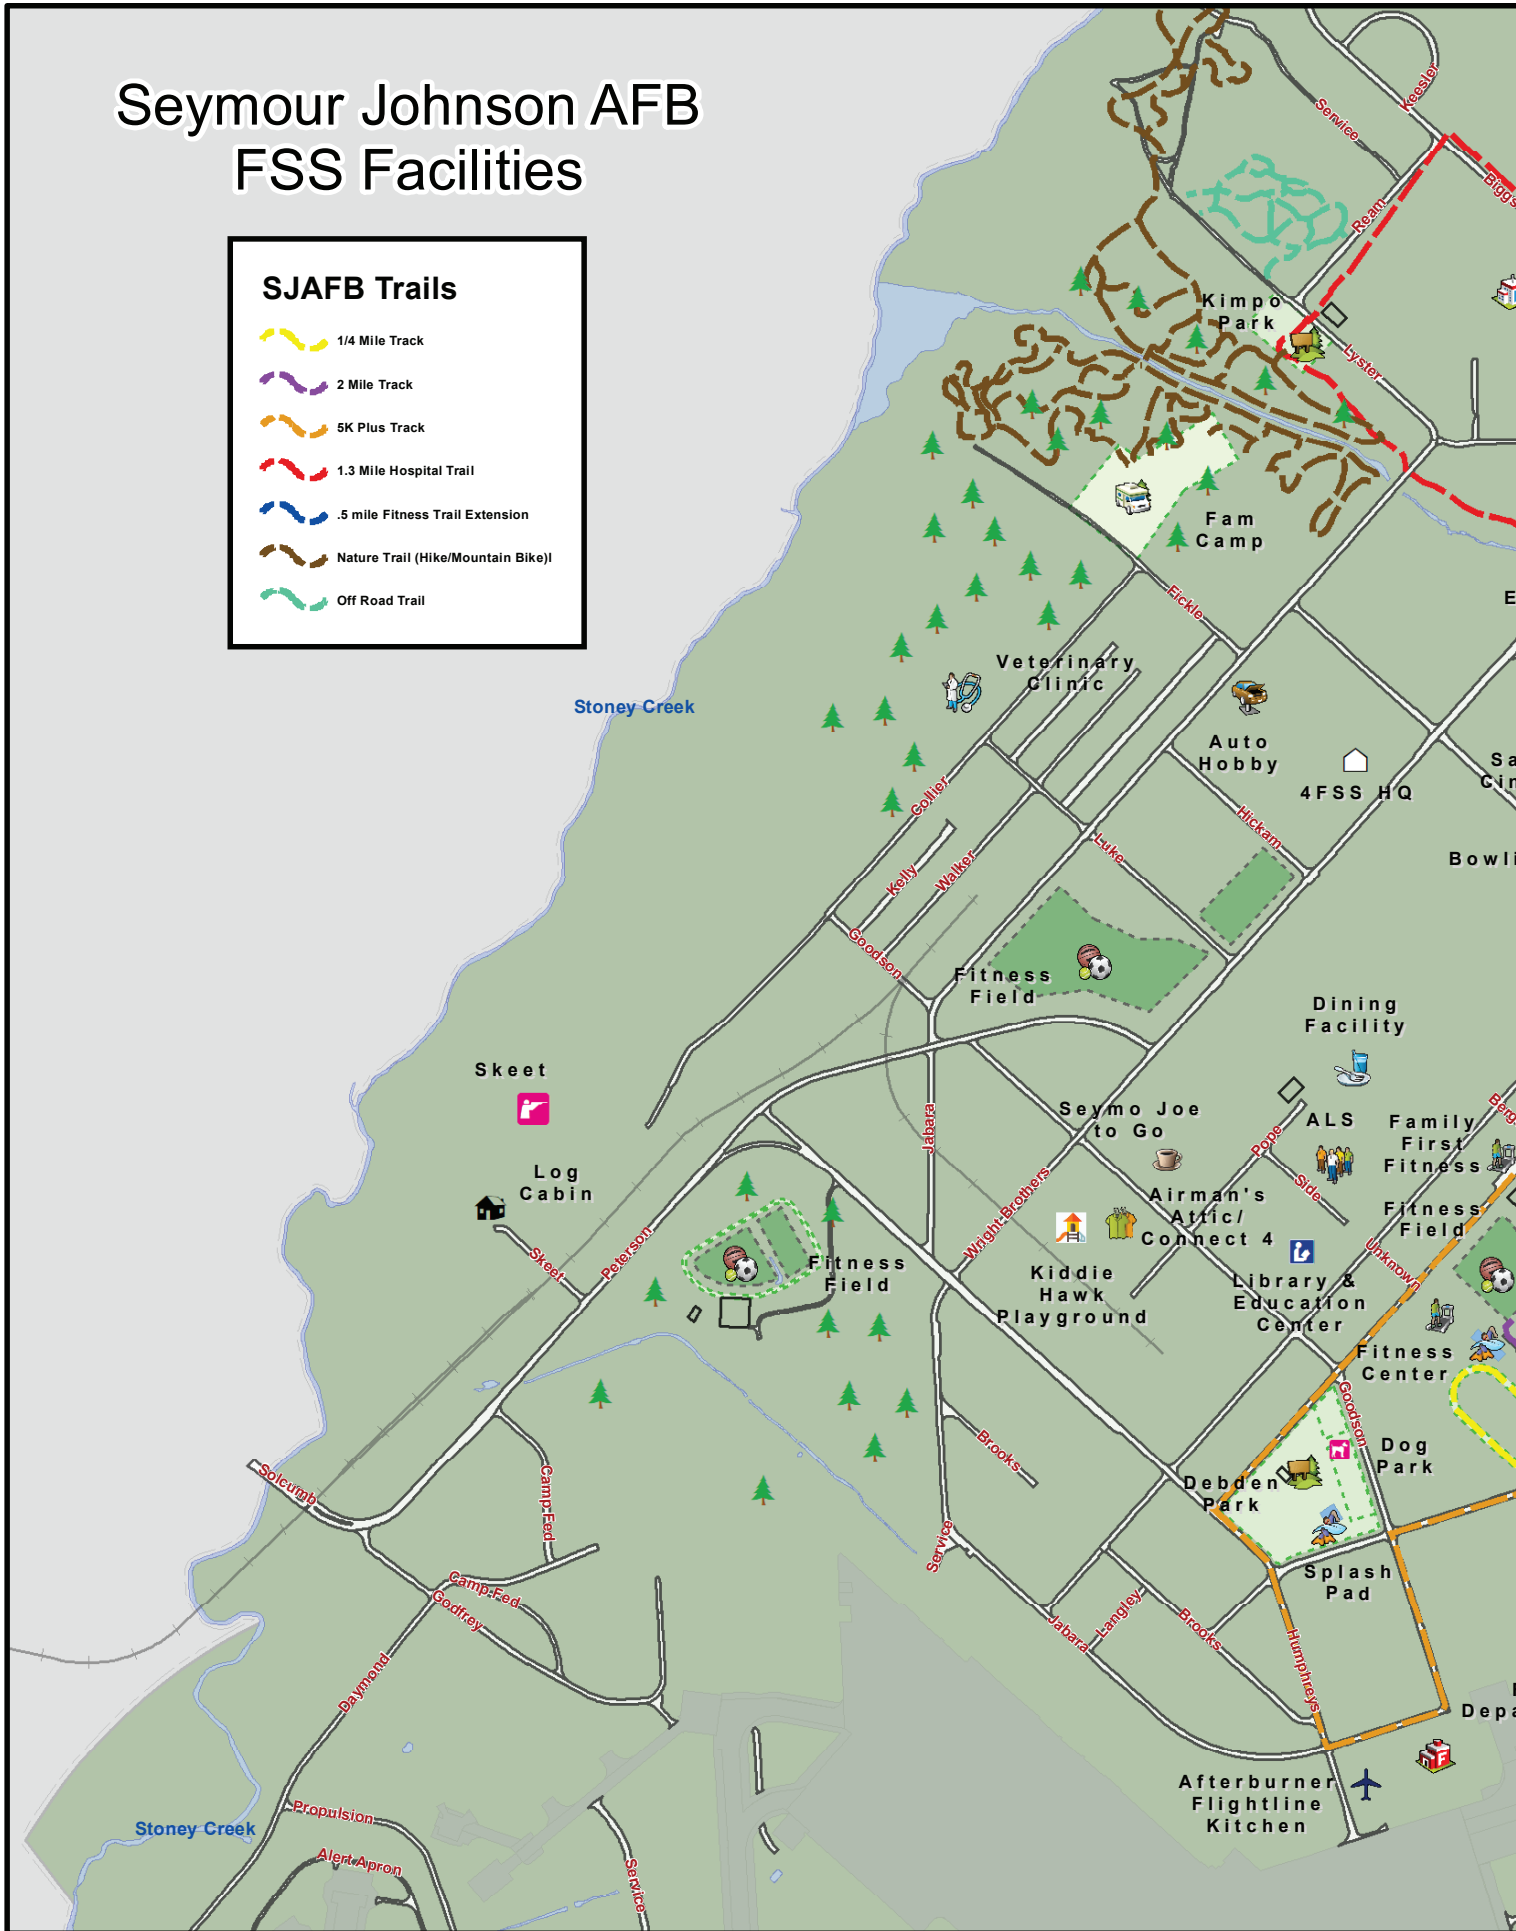 Seymour Johnson AFB
FSS Facilities
SJAFB Trails
1/4 Mile Track
2 Mile Track
5K Plus Track
1.3 Mile Hospital Trail
.5 mile Fitness Trail Extension
Nature Trail (Hike/Mountain Bike)l
Off Road Trail
Keesler
Service
Biggs
Ream
Kimpo
Park
Lyster
Fam
Camp
Fickle
E
Veterinary
Clinic
Stoney Creek
Auto
Hobby
4FSS HQ
Sa
Cin
Collier
Hickam
Luke
Bowli
Kelly
Walker
Goodson
Fitness
Field
Dining
Facility
Skeet
Seymo Joe
to Go
Jabara
Pope
ALS
Family
First
Fitness
Berg
Log
Cabin
Side
Airman's
Attic/
Connect 4
Fitness
Field
Wright Brothers
Peterson
Skeet
Fitness
Field
Unknown
Kiddie
Hawk
Playground
Library &
Education
Center
Fitness
Center
Goodson
Brooks
Dog
Park
Debden
Park
Solcumb
Camp Fed
Service
Splash
Pad
Camp Fed
Godfrey
Langley
Jabara
Brooks
Humphreys
Daymond
Depa
Afterburner
Flightline
Kitchen
Propulsion
Stoney Creek
Alert Apron
Service